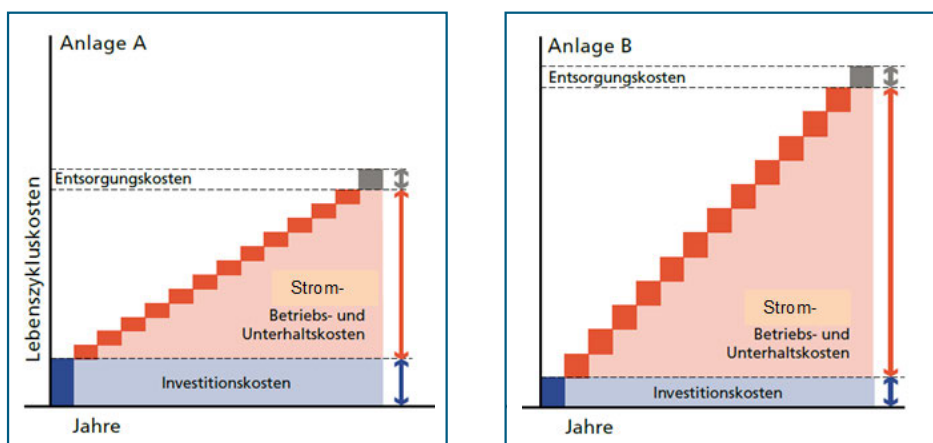 Anlage A
Entsorgungskosten
Lebenszykluskosten
Strom-
Betriebs- und
Unterhaltskosten
Investitionskosten
Jahre
Anlage B
Entsorgungskosten
Strom-
Betriebs- und
Unterhaltskosten
Investitionskosten
Jahre